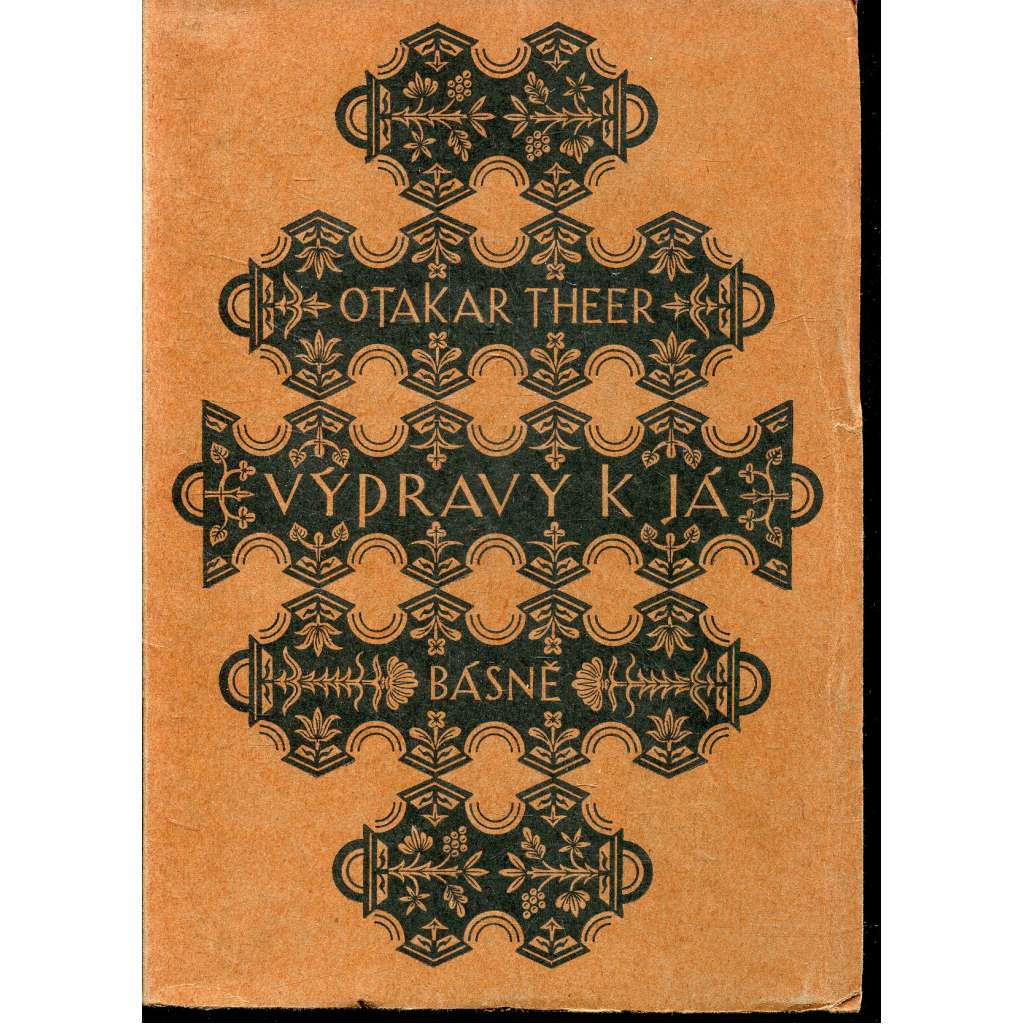 OTAKAR THEER
VÝPRAVY K JÁ
BÁSNĚ